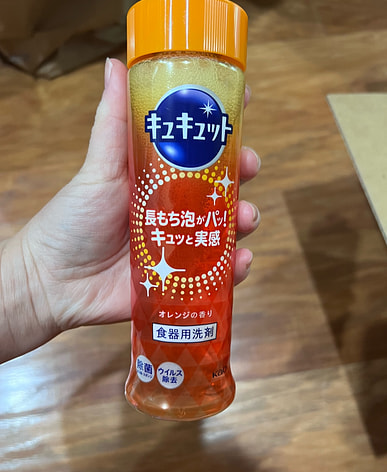 キュキュット
長もち泡がパッ!
キュッと実感
オレンジの香り
食器用洗剤
除菌
ウイルス
除去